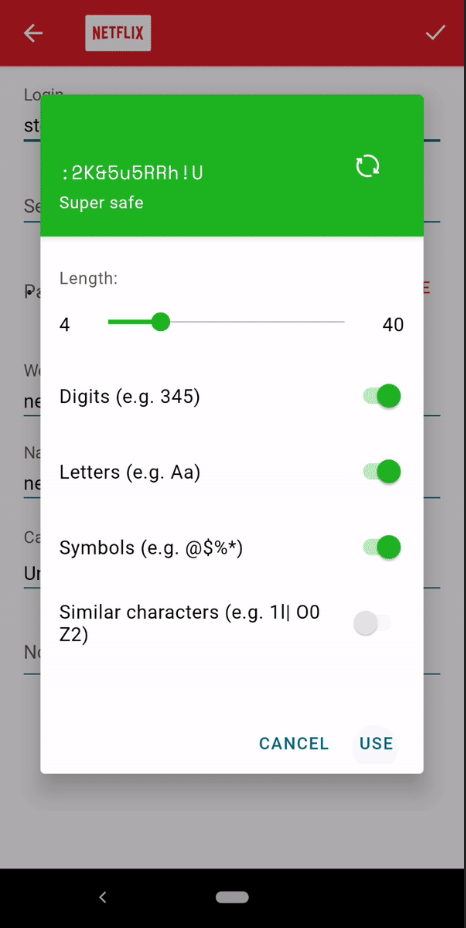 NETFLIX
Login
st
:2K&5u5RRh!U
Super safe
Se
Length:
Pa
E
4
40
We
Digits (e.g. 345)
ne
Na
Letters (e.g. Aa)
ne
Ca
Symbols (e.g. @$%*)
Un
Similar characters (e.g. 1l| O0
Z2)
No
CANCEL
USE